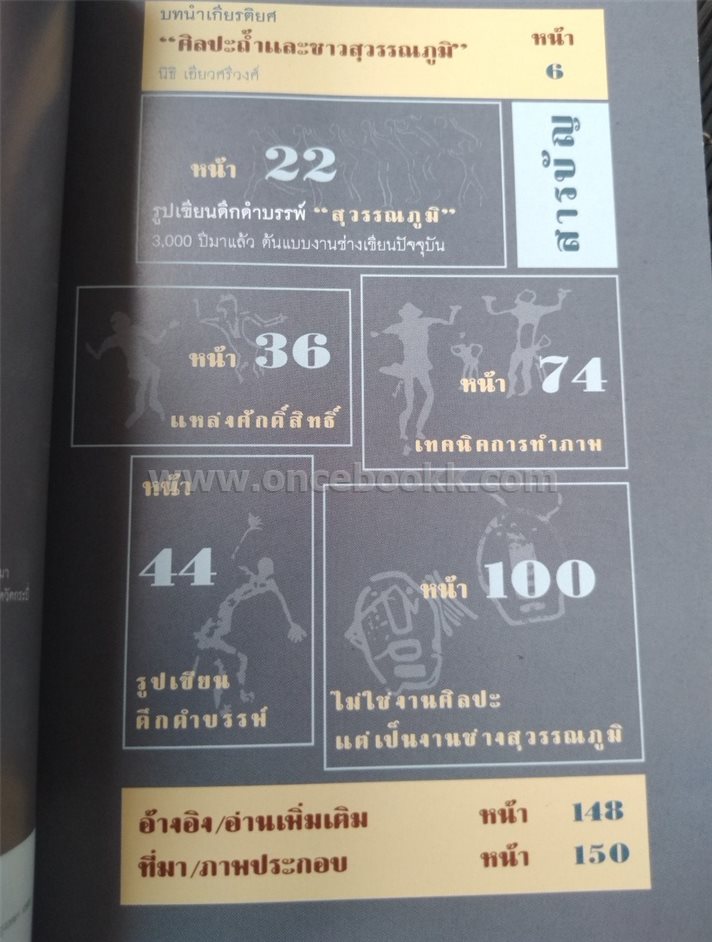 บทนำเกียรติยศ
“ศิลปะถ้ำและชาวสุวรรณภูมิ” หน้า 6
นิธิ เอียวศรีวงศ์
สารบัญ
หน้า 22
รูปเขียนดึกดำบรรพ์ “สุวรรณภูมิ”
3,000 ปีมาแล้ว ต้นแบบงานช่างเขียนปัจจุบัน
หน้า 36
แหล่งศักดิ์สิทธิ์
หน้า 74
เทคนิคการทำภาพ
www.oncebookk.com
หน้า
44
รูปเขียน
ดึกดำบรรพ์
หน้า 100
ไม่ใช่งานศิลปะ
แต่เป็นงานช่างสุวรรณภูมิ
อ้างอิง/อ่านเพิ่มเติม หน้า 148
ที่มา/ภาพประกอบ หน้า 150